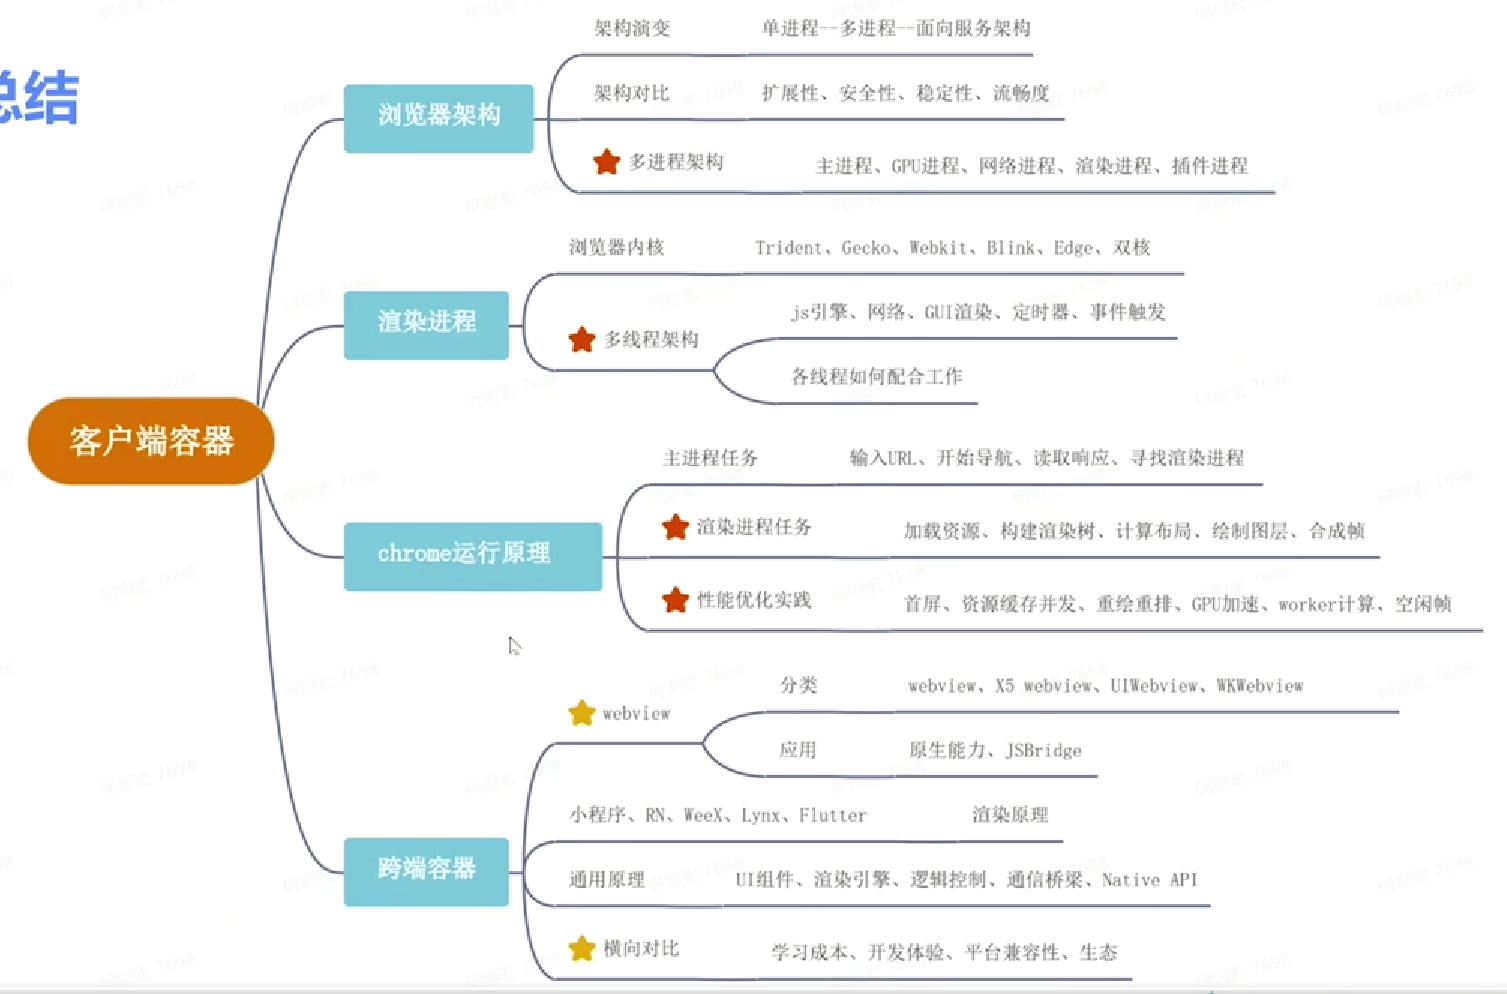 总结
架构演变 单进程--多进程--面向服务架构
架构对比 扩展性、安全性、稳定性、流畅度
浏览器架构
多进程架构 主进程、GPU进程、网络进程、渲染进程、插件进程
浏览器内核 Trident、Gecko、Webkit、Blink、Edge、双核
渲染进程
js引擎、网络、GUI渲染、定时器、事件触发
多线程架构
各线程如何配合工作
客户端容器
主进程任务 输入URL、开始导航、读取响应、寻找渲染进程
渲染进程任务 加载资源、构建渲染树、计算布局、绘制图层、合成帧
chrome运行原理
性能优化实践 首屏、资源缓存并发、重绘重排、GPU加速、worker计算、空闲帧
分类 webview、X5 webview、UIWebview、WKWebview
webview
应用 原生能力、JSBridge
小程序、RN、WeeX、Lynx、Flutter 渲染原理
跨端容器
通用原理 UI组件、渲染引擎、逻辑控制、通信桥梁、Native API
横向对比 学习成本、开发体验、平台兼容性、生态